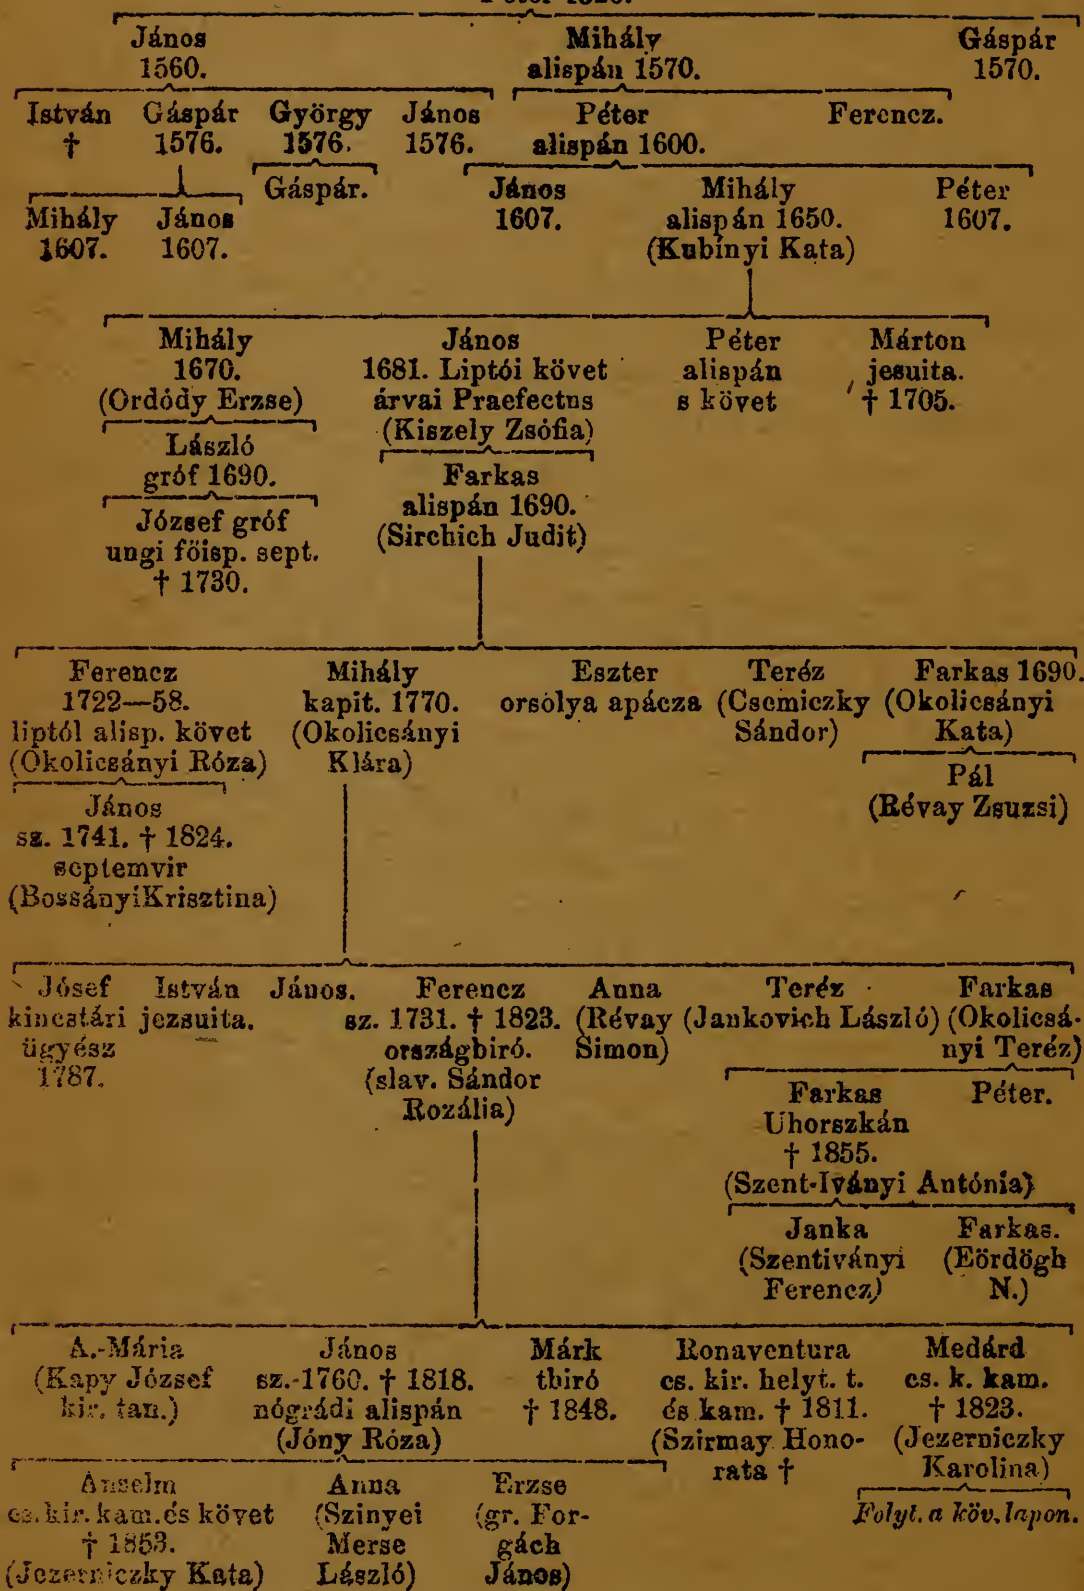 János Mihály Gáspár
1560. alispán 1570. 1570.
István Gáspár György János Péter Ferencz.
† 1576. 1576. 1576. alispán 1600.
Gáspár. János Mihály Péter
Mihály János 1607. alispán 1650. 1607.
1607. 1607. (Kubínyi Kata)
Mihály János Péter Márton
1670. 1681. Liptói követ alispán jesuita.
(Ordódy Erzse) árvai Praefectus s követ † 1705.
(Kiszely Zsófia)
László Farkas
gróf 1690. alispán 1690.
József gróf (Sirchich Judit)
ungi főisp. sept.
† 1730.
Ferencz Mihály Eszter Teréz Farkas 1690.
1722—58. kapit. 1770. orsolya apácza (Csemiczky (Okolicsányi
liptól alisp. követ (Okolicsányi Sándor) Kata)
(Okolicsányi Róza) Klára) Pál
János (Révay Zsuzsi)
sz. 1741. † 1824.
septemvir
(BossányiKrisztina)
Jósef István János. Ferencz Anna Teréz Farkas
kincstári jezsuita. sz. 1731. † 1823. (Révay (Jankovich László) (Okolicsá-
ügyész országbiró. Simon) nyi Teréz)
1787. (slav. Sándor Farkas Péter.
Rozália) Uhorszkán
† 1855.
(Szent-Iványi Antónia)
Janka Farkas.
(Szentiványi (Eördögh
Ferencz) N.)
A.-Mária János Márk Bonaventura Medárd
(Kapy József sz. 1760. † 1818. tbiró cs. kir. helyt. t. cs. k. kam.
kir. tan.) nógrádi alispán † 1848. és kam. † 1811. † 1823.
(Jóny Róza) (Szirmay Hono- (Jezerniczky
rata † Karolina)
Anselm Anna Erzse Folyt. a köv. lapon.
cs. kir. kam. és követ (Szinyei (gr. For-
† 1853. Merse gách
(Jezerniczky Kata) László) János)